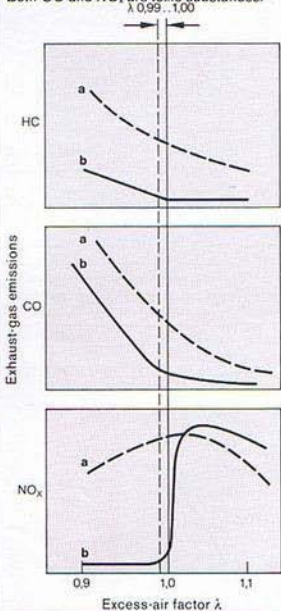 λ 0,99...1,00
a
HC
b
a
b
CO
Exhaust-gas emissions
a
NOX
b
0,9 1,0 1,1
Excess-air factor λ